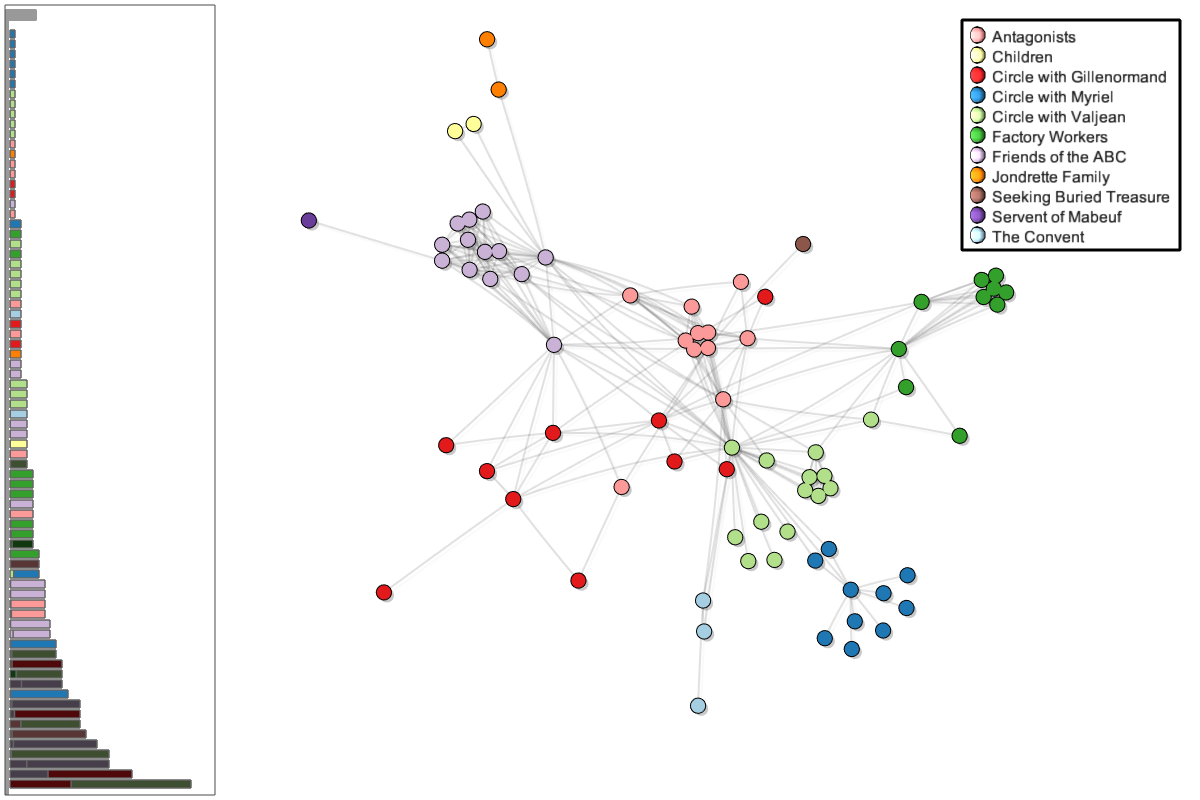 Antagonists
Children
Circle with Gillenormand
Circle with Myriel
Circle with Valjean
Factory Workers
Friends of the ABC
Jondrette Family
Seeking Buried Treasure
Servent of Mabeuf
The Convent